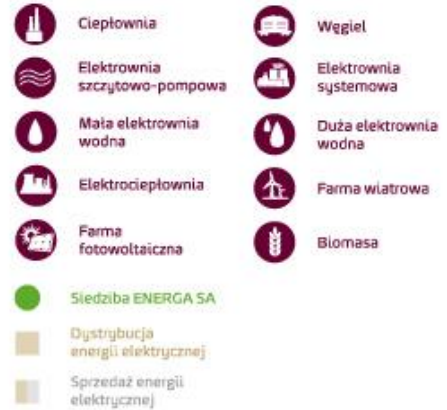 Ciepłownia
Węgiel
Elektrownia
szczytowo-pompowa
Elektrownia
systemowa
Mała elektrownia
wodna
Duża elektrownia
wodna
Elektrociepłownia
Farma wiatrowa
Farma
fotowoltaiczna
Biomasa
Siedziba ENERGA SA
Dystrybucja
energii elektrycznej
Sprzedaż energii
elektrycznej